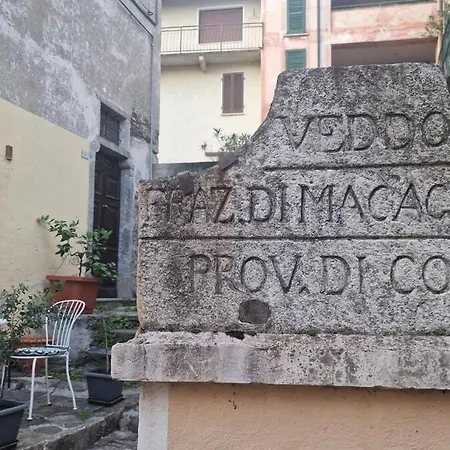 VEDDO
FRAZ. DI MACAG
PROV. DI CO